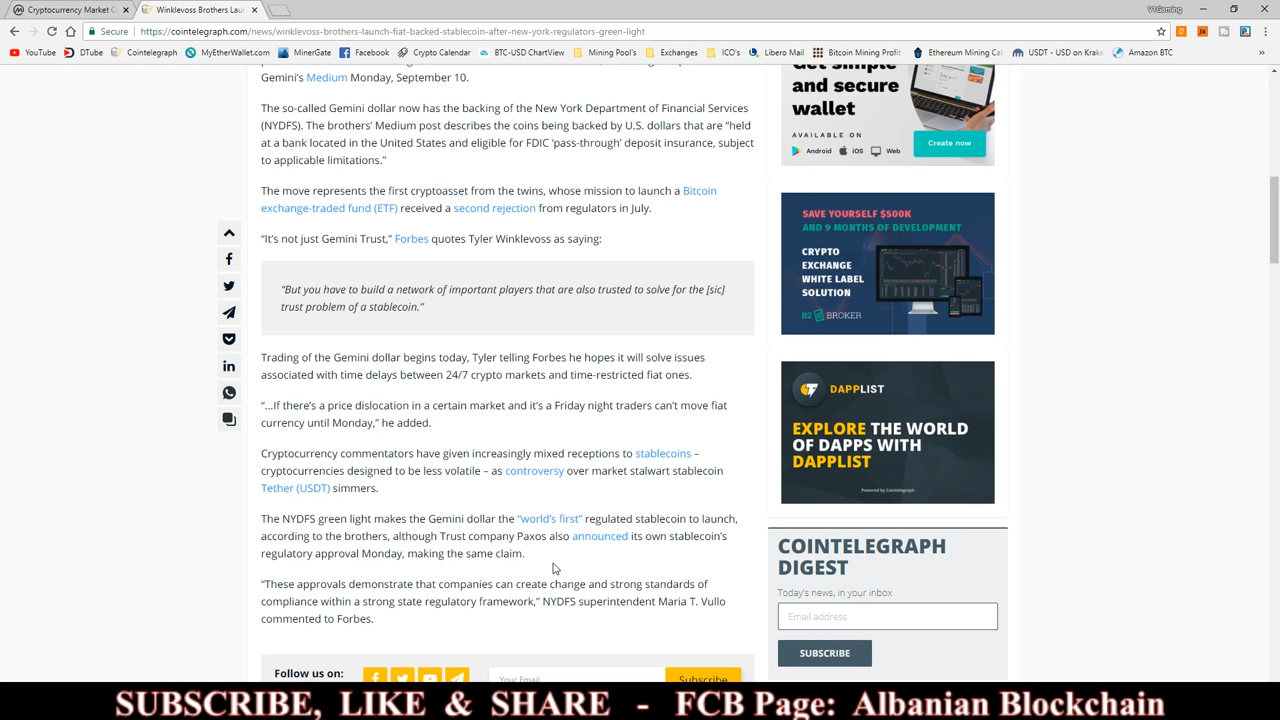 Cryptocurrency Market C
Winklevoss Brothers Lau
V1Gaming
Secure
https://cointelegraph.com/news/winklevoss-brothers-launch-fiat-backed-stablecoin-after-new-york-regulators-green-light
YouTube
DTube
Cointelegraph
MyEtherWallet.com
MinerGate
Facebook
Crypto Calendar
BTC-USD ChartView
Mining Pool's
Exchanges
ICO's
Libero Mail
Bitcoin Mining Profit
Ethereum Mining Ca
USDT - USD on Krak
Amazon BTC
Gemini's Medium Monday, September 10.
The so-called Gemini dollar now has the backing of the New York Department of Financial Services
(NYDFS). The brothers' Medium post describes the coins being backed by U.S. dollars that are “held
at a bank located in the United States and eligible for FDIC ‘pass-through’ deposit insurance, subject
to applicable limitations.”
The move represents the first cryptoasset from the twins, whose mission to launch a Bitcoin
exchange-traded fund (ETF) received a second rejection from regulators in July.
“It's not just Gemini Trust,” Forbes quotes Tyler Winklevoss as saying:
“But you have to build a network of important players that are also trusted to solve for the [sic]
trust problem of a stablecoin.”
Trading of the Gemini dollar begins today, Tyler telling Forbes he hopes it will solve issues
associated with time delays between 24/7 crypto markets and time-restricted fiat ones.
“...If there's a price dislocation in a certain market and it's a Friday night traders can't move fiat
currency until Monday,” he added.
Cryptocurrency commentators have given increasingly mixed receptions to stablecoins –
cryptocurrencies designed to be less volatile – as controversy over market stalwart stablecoin
Tether (USDT) simmers.
The NYDFS green light makes the Gemini dollar the “world's first” regulated stablecoin to launch,
according to the brothers, although Trust company Paxos also announced its own stablecoin's
regulatory approval Monday, making the same claim.
“These approvals demonstrate that companies can create change and strong standards of
compliance within a strong state regulatory framework,” NYDFS superintendent Maria T. Vullo
commented to Forbes.
Follow us on:
Your Email
Subscribe
Get simple
and secure
wallet
AVAILABLE ON
Android
iOS
Web
Create now
SAVE YOURSELF $500K
AND 9 MONTHS OF DEVELOPMENT
CRYPTO
EXCHANGE
WHITE LABEL
SOLUTION
B2 BROKER
DAPPLIST
EXPLORE THE WORLD
OF DAPPS WITH
DAPPLIST
Powered by Cointelegraph
COINTELEGRAPH
DIGEST
Today's news, in your inbox
Email address
SUBSCRIBE
SUBSCRIBE, LIKE & SHARE - FCB Page: Albanian Blockchain